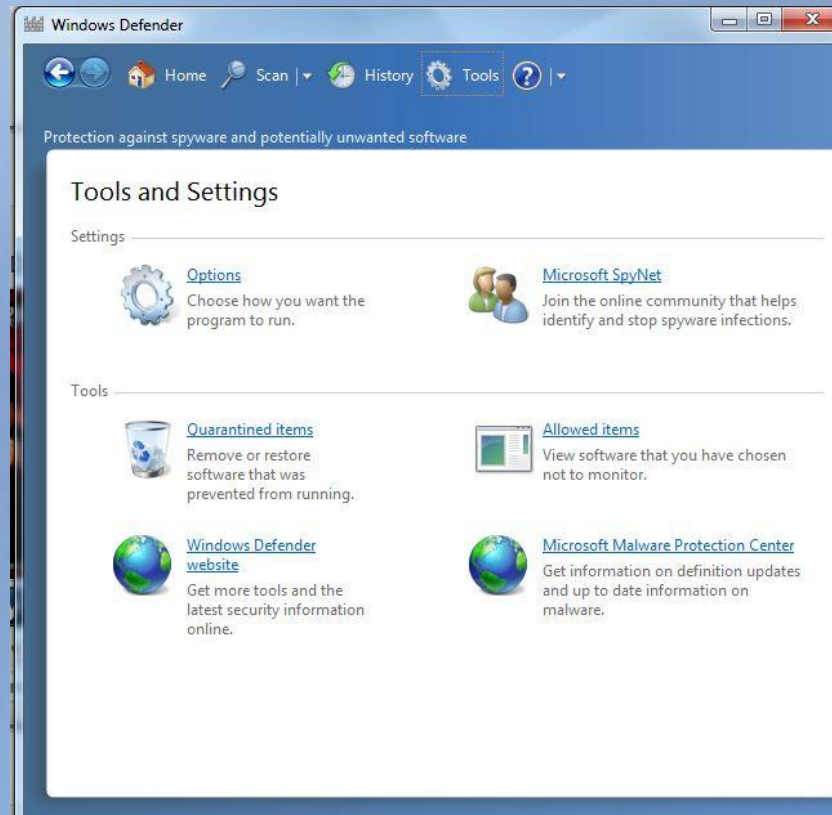 Windows Defender
Home Scan History Tools
Protection against spyware and potentially unwanted software
Tools and Settings
Settings
Options
Choose how you want the
program to run.
Microsoft SpyNet
Join the online community that helps
identify and stop spyware infections.
Tools
Quarantined items
Remove or restore
software that was
prevented from running.
Allowed items
View software that you have chosen
not to monitor.
Windows Defender
website
Get more tools and the
latest security information
online.
Microsoft Malware Protection Center
Get information on definition updates
and up to date information on
malware.